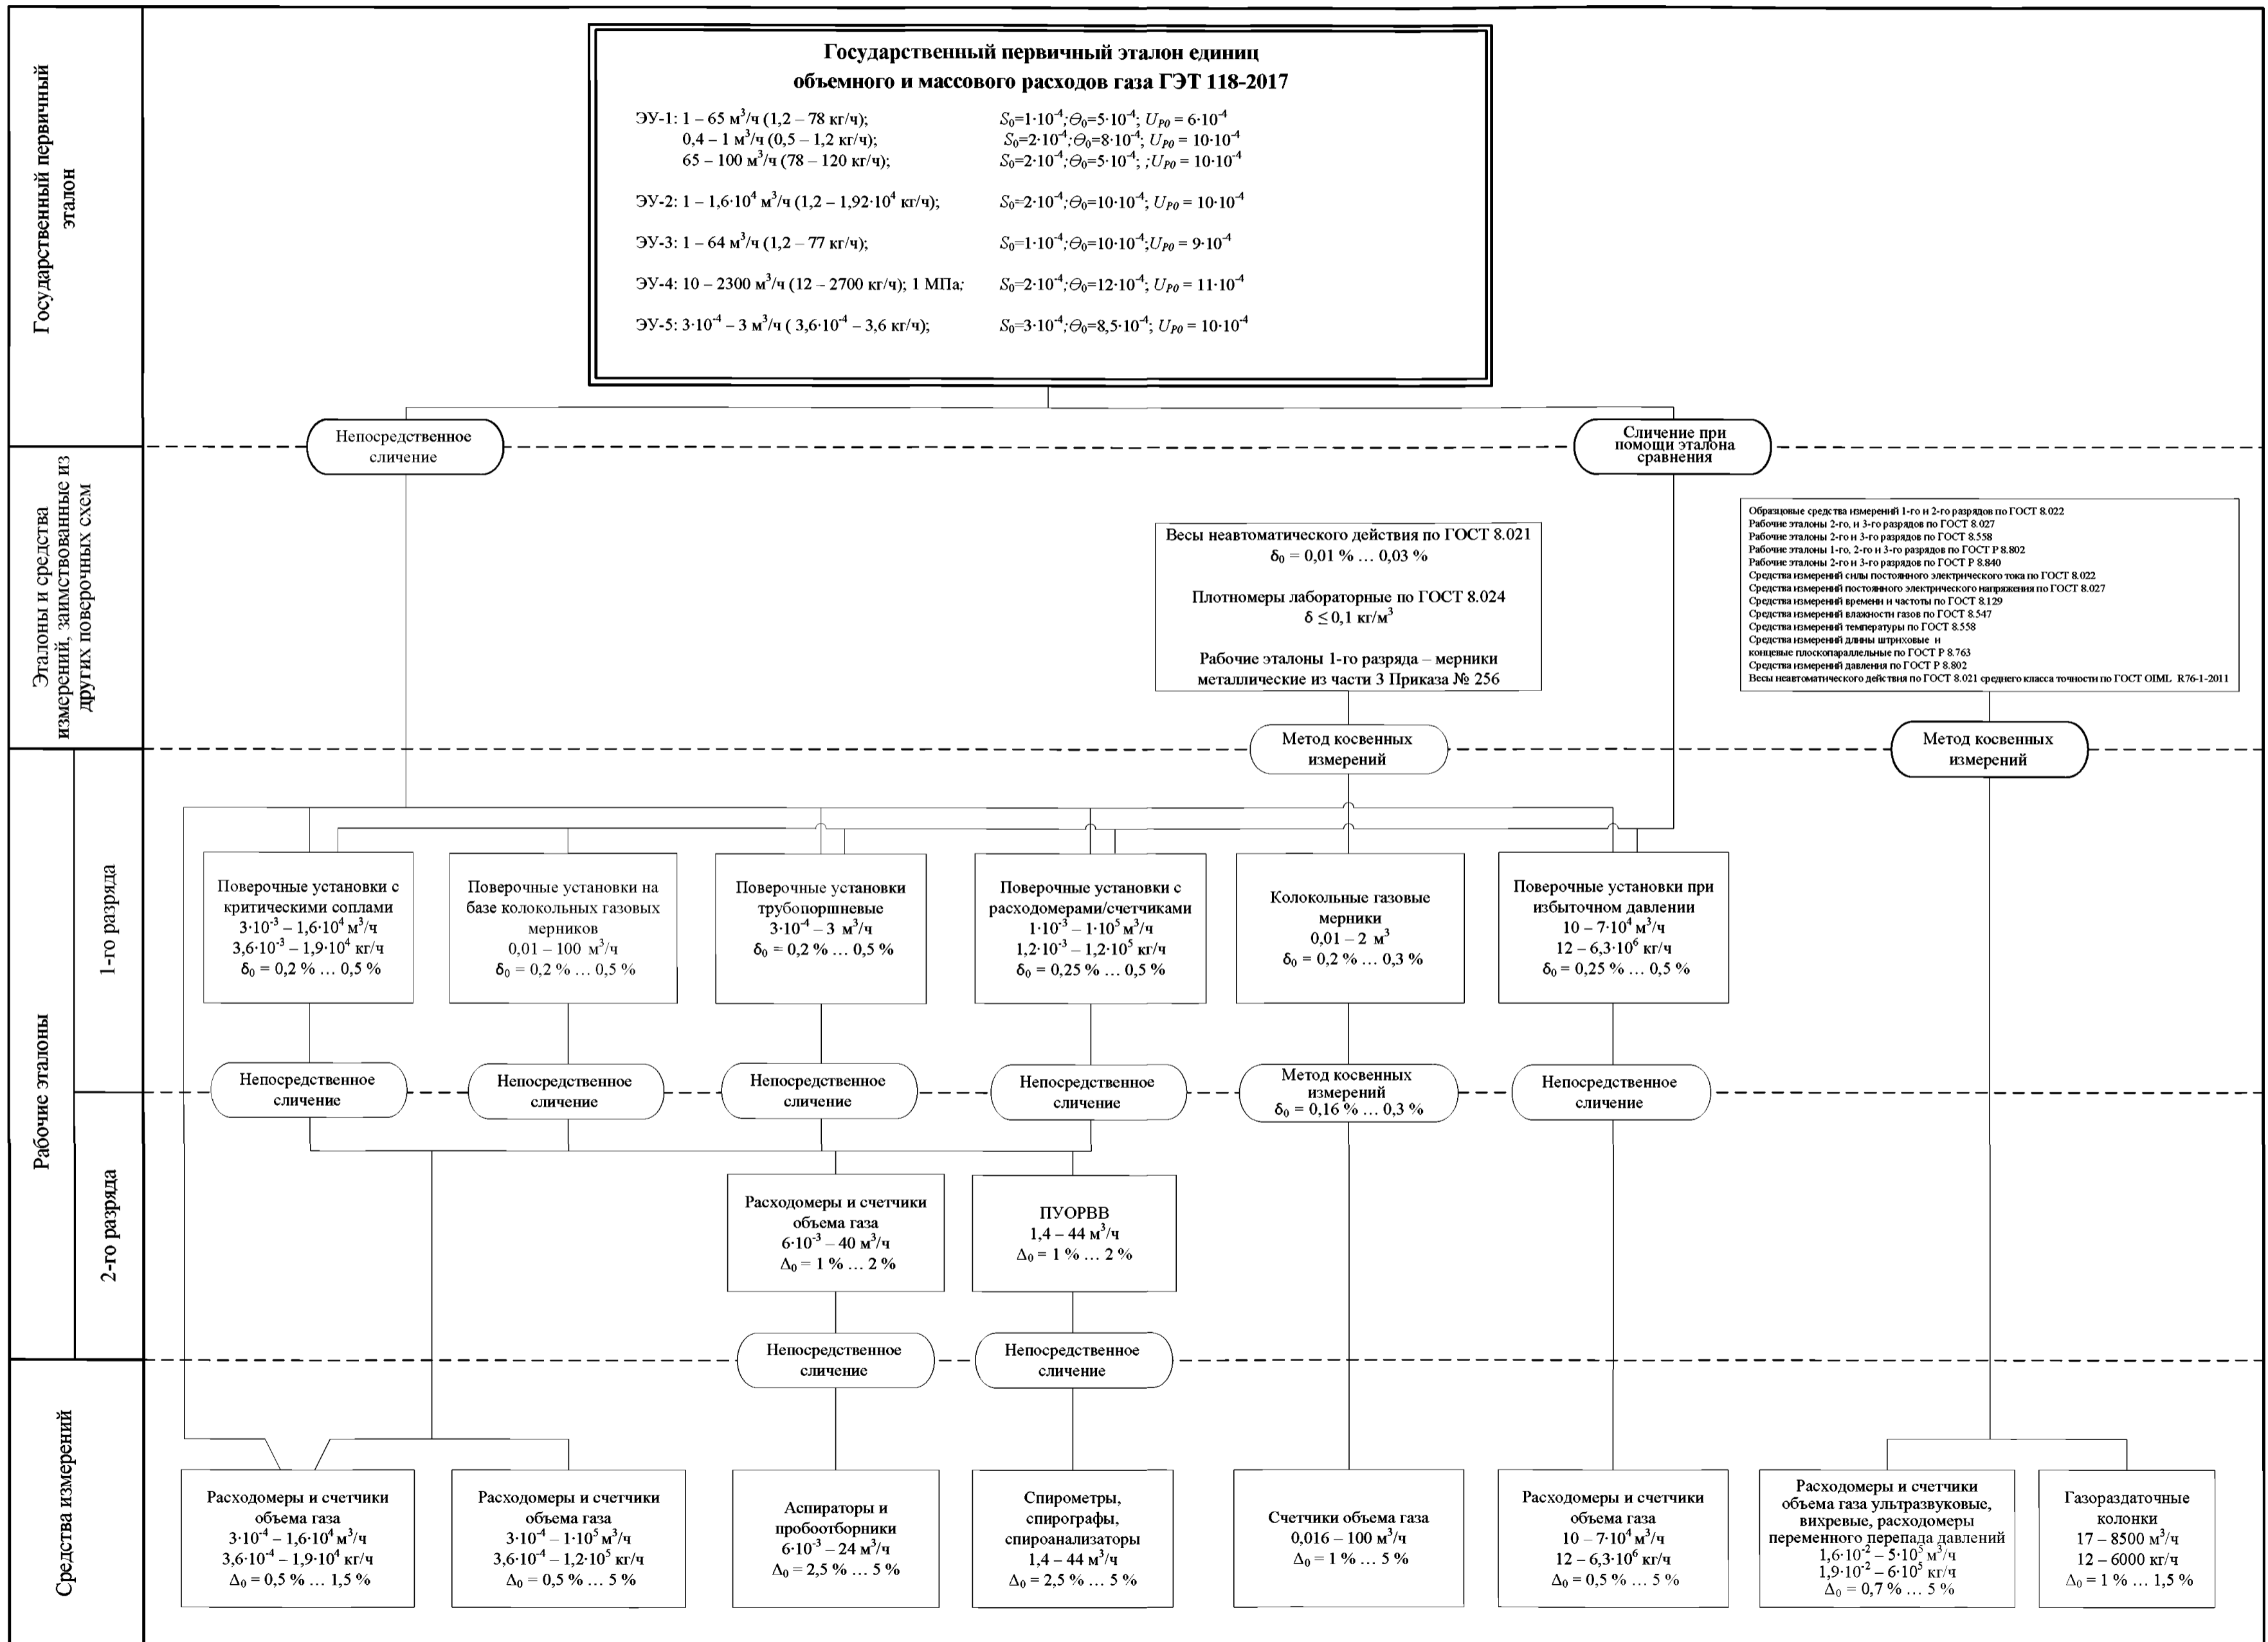 Государственный первичный
эталон
Государственный первичный эталон единиц
объемного и массового расходов газа ГЭТ 118-2017
ЭУ-1: 1 – 65 м³/ч (1,2 – 78 кг/ч); S₀=1·10⁻⁴;Θ₀=5·10⁻⁴; U_P0 = 6·10⁻⁴
0,4 – 1 м³/ч (0,5 – 1,2 кг/ч); S₀=2·10⁻⁴;Θ₀=8·10⁻⁴; U_P0 = 10·10⁻⁴
65 – 100 м³/ч (78 – 120 кг/ч); S₀=2·10⁻⁴;Θ₀=5·10⁻⁴; ;U_P0 = 10·10⁻⁴
ЭУ-2: 1 – 1,6·10⁴ м³/ч (1,2 – 1,92·10⁴ кг/ч); S₀=2·10⁻⁴;Θ₀=10·10⁻⁴; U_P0 = 10·10⁻⁴
ЭУ-3: 1 – 64 м³/ч (1,2 – 77 кг/ч); S₀=1·10⁻⁴;Θ₀=10·10⁻⁴;U_P0 = 9·10⁻⁴
ЭУ-4: 10 – 2300 м³/ч (12 – 2700 кг/ч); 1 МПа; S₀=2·10⁻⁴;Θ₀=12·10⁻⁴; U_P0 = 11·10⁻⁴
ЭУ-5: 3·10⁻⁴ – 3 м³/ч ( 3,6·10⁻⁴ – 3,6 кг/ч); S₀=3·10⁻⁴;Θ₀=8,5·10⁻⁴; U_P0 = 10·10⁻⁴
Непосредственное
сличение
Сличение при
помощи эталона
сравнения
Эталоны и средства
измерений, заимствованные из
других поверочных схем
Весы неавтоматического действия по ГОСТ 8.021
δ₀ = 0,01 % … 0,03 %
Плотномеры лабораторные по ГОСТ 8.024
δ ≤ 0,1 кг/м³
Рабочие эталоны 1-го разряда – мерники
металлические из части 3 Приказа № 256
Образцовые средства измерений 1-го и 2-го разрядов по ГОСТ 8.022
Рабочие эталоны 2-го, и 3-го разрядов по ГОСТ 8.027
Рабочие эталоны 2-го и 3-го разрядов по ГОСТ 8.558
Рабочие эталоны 1-го, 2-го и 3-го разрядов по ГОСТ Р 8.802
Рабочие эталоны 2-го и 3-го разрядов по ГОСТ Р 8.840
Средства измерений силы постоянного электрического тока по ГОСТ 8.022
Средства измерений постоянного электрического напряжения по ГОСТ 8.027
Средства измерений времени и частоты по ГОСТ 8.129
Средства измерений влажности газов по ГОСТ 8.547
Средства измерений температуры по ГОСТ 8.558
Средства измерений длины штриховые и
концевые плоскопараллельные по ГОСТ Р 8.763
Средства измерений давления по ГОСТ Р 8.802
Весы неавтоматического действия по ГОСТ 8.021 среднего класса точности по ГОСТ OIML R76-1-2011
Метод косвенных
измерений
Метод косвенных
измерений
Рабочие эталоны
1-го разряда
Поверочные установки с
критическими соплами
3·10⁻³ – 1,6·10⁴ м³/ч
3,6·10⁻³ – 1,9·10⁴ кг/ч
δ₀ = 0,2 % … 0,5 %
Поверочные установки на
базе колокольных газовых
мерников
0,01 – 100 м³/ч
δ₀ = 0,2 % … 0,5 %
Поверочные установки
трубопоршневые
3·10⁻⁴ – 3 м³/ч
δ₀ = 0,2 % … 0,5 %
Поверочные установки с
расходомерами/счетчиками
1·10⁻³ – 1·10⁵ м³/ч
1,2·10⁻³ – 1,2·10⁵ кг/ч
δ₀ = 0,25 % … 0,5 %
Колокольные газовые
мерники
0,01 – 2 м³
δ₀ = 0,2 % … 0,3 %
Поверочные установки при
избыточном давлении
10 – 7·10⁴ м³/ч
12 – 6,3·10⁶ кг/ч
δ₀ = 0,25 % … 0,5 %
Непосредственное
сличение
Непосредственное
сличение
Непосредственное
сличение
Непосредственное
сличение
Метод косвенных
измерений
δ₀ = 0,16 % … 0,3 %
Непосредственное
сличение
2-го разряда
Расходомеры и счетчики
объема газа
6·10⁻³ – 40 м³/ч
Δ₀ = 1 % … 2 %
ПУОРВВ
1,4 – 44 м³/ч
Δ₀ = 1 % … 2 %
Непосредственное
сличение
Непосредственное
сличение
Средства измерений
Расходомеры и счетчики
объема газа
3·10⁻⁴ – 1,6·10⁴ м³/ч
3,6·10⁻⁴ – 1,9·10⁴ кг/ч
Δ₀ = 0,5 % … 1,5 %
Расходомеры и счетчики
объема газа
3·10⁻⁴ – 1·10⁵ м³/ч
3,6·10⁻⁴ – 1,2·10⁵ кг/ч
Δ₀ = 0,5 % … 5 %
Аспираторы и
пробоотборники
6·10⁻³ – 24 м³/ч
Δ₀ = 2,5 % … 5 %
Спирометры,
спирографы,
спироанализаторы
1,4 – 44 м³/ч
Δ₀ = 2,5 % … 5 %
Счетчики объема газа
0,016 – 100 м³/ч
Δ₀ = 1 % … 5 %
Расходомеры и счетчики
объема газа
10 – 7·10⁴ м³/ч
12 – 6,3·10⁶ кг/ч
Δ₀ = 0,5 % … 5 %
Расходомеры и счетчики
объема газа ультразвуковые,
вихревые, расходомеры
переменного перепада давлений
1,6·10⁻² – 5·10⁵ м³/ч
1,9·10⁻² – 6·10⁵ кг/ч
Δ₀ = 0,7 % … 5 %
Газораздаточные
колонки
17 – 8500 м³/ч
12 – 6000 кг/ч
Δ₀ = 1 % … 1,5 %